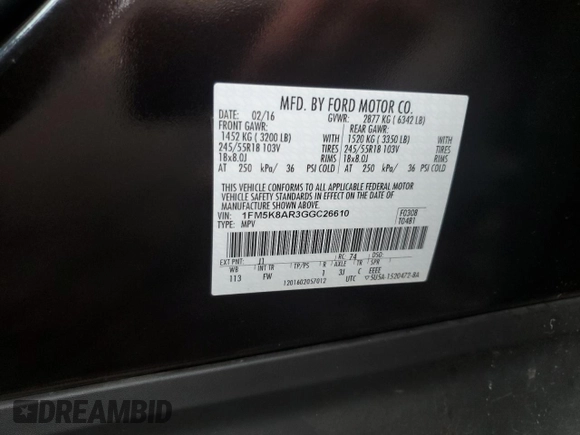 MFD. BY FORD MOTOR CO.
DATE: 02/16 GVWR: 2877 KG ( 6342 LB)
FRONT GAWR: REAR GAWR:
1452 KG ( 3200 LB) WITH 1520 KG ( 3350 LB) WITH
245/55R18 103V TIRES 245/55R18 103V TIRES
18x8.0J RIMS 18x8.0J RIMS
AT 250 kPa/ 36 PSI COLD AT 250 kPa/ 36 PSI COLD
THIS VEHICLE CONFORMS TO ALL APPLICABLE FEDERAL MOTOR
VEHICLE SAFETY STANDARDS IN EFFECT ON THE DATE OF
MANUFACTURE SHOWN ABOVE.
VIN: 1FM5K8AR3GGC26610 F0308
TYPE: MPV T0481
EXT PNT: J1 RC: 74 DSO:
WB INT TR TP/PS R AXLE TR SPR
113 FW 1 3J C EEEE
1201602057012 UTC 5U5A-1520472-BA
DREAMBID